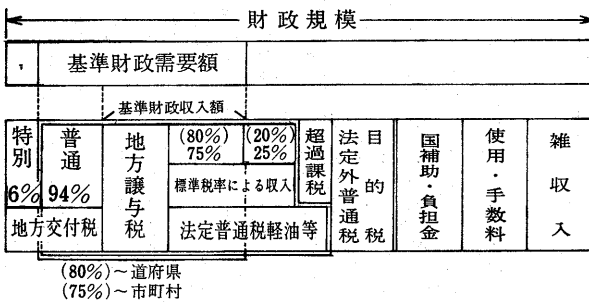 財政規模
基準財政需要額
基準財政収入額
特別
6%
普通
94%
地方交付税
地方譲与税
(80%)
75%
(20%)
25%
標準税率による収入
超過課税
法定普通税軽油等
法定外普通税
目的税
国補助・負担金
使用・手数料
雑収入
(80%)～道府県
(75%)～市町村